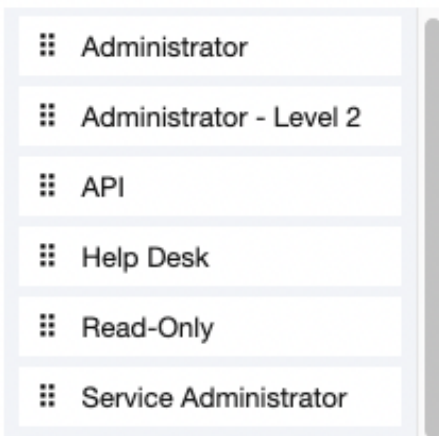 Administrator
Administrator - Level 2
API
Help Desk
Read-Only
Service Administrator